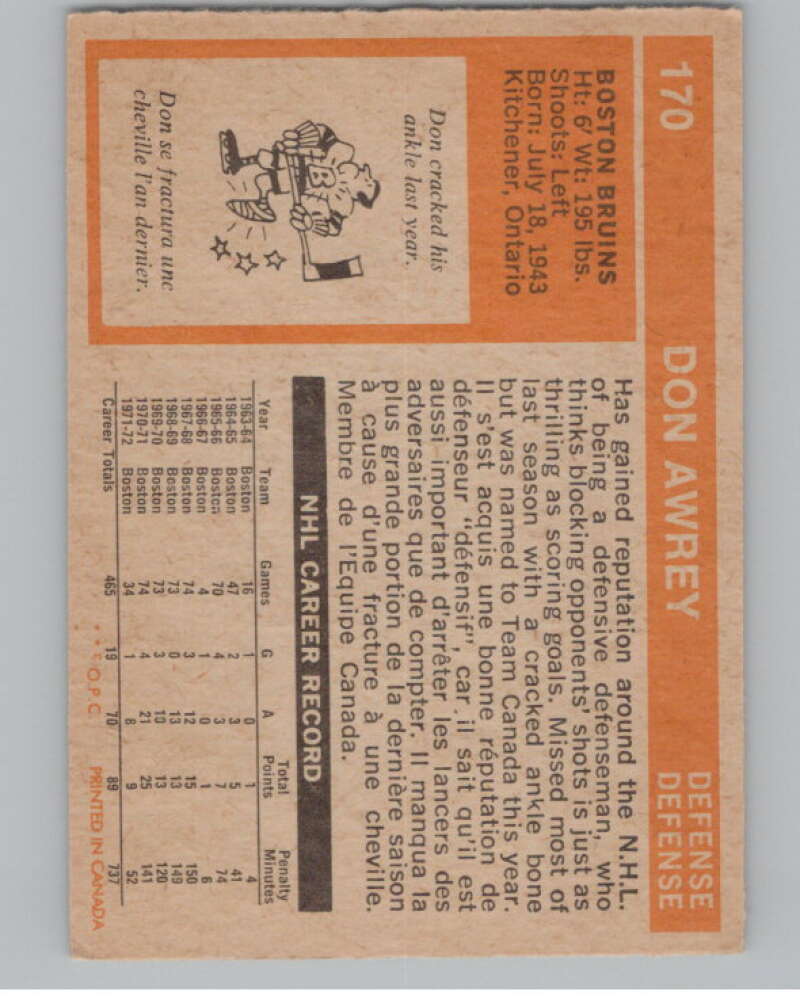 170 DON AWREY DEFENSE
DEFENSE
BOSTON BRUINS
Ht: 6' Wt: 195 lbs.
Shoots: Left
Born: July 18, 1943
Kitchener, Ontario
Don cracked his
ankle last year.
B
Don se fractura unc
cheville l'an dernier.
Has gained reputation around the N.H.L.
of being a defensive defenseman, who
thinks blocking opponents' shots is just as
thrilling as scoring goals. Missed most of
last season with a cracked ankle bone
but was named to Team Canada this year.
Il s'est acquis une bonne réputation de
défenseur "défensif", car il sait qu'il est
aussi important d'arrêter les lancers des
adversaires que de compter. Il manqua la
plus grande portion de la dernière saison
à cause d'une fracture à une cheville.
Membre de l'Equipe Canada.
NHL CAREER RECORD
Year Team Games G A Total Points Penalty Minutes
1963-64 Boston 16 1 0 1 4
1964-65 Boston 47 2 3 5 41
1965-66 Boston 70 4 3 7 74
1966-67 Boston 4 1 0 1 6
1967-68 Boston 74 3 12 15 150
1968-69 Boston 73 0 13 13 149
1969-70 Boston 73 3 10 13 120
1970-71 Boston 74 4 21 25 141
1971-72 Boston 34 1 8 9 52
Career Totals 465 19 70 89 737
**O.P.C. PRINTED IN CANADA